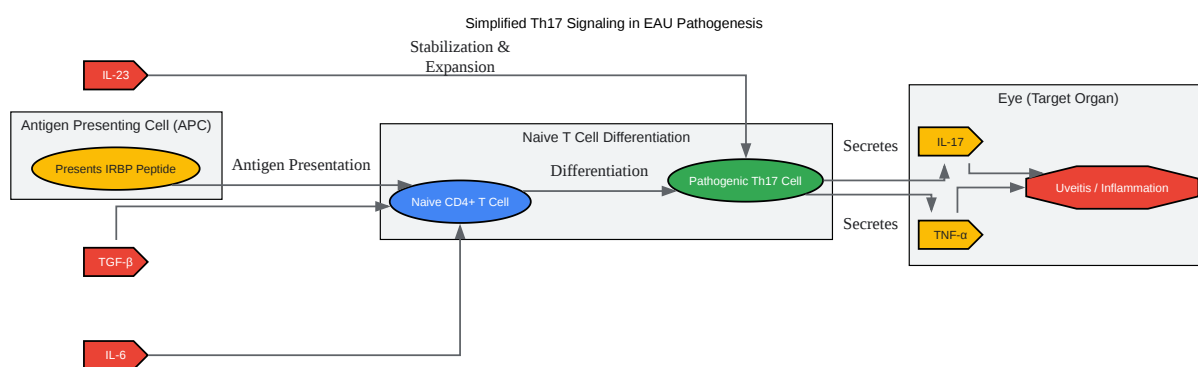 Simplified Th17 Signaling in EAU Pathogenesis
Stabilization &
Expansion
IL-23
Antigen Presenting Cell (APC)
Presents IRBP Peptide
Antigen Presentation
Naive T Cell Differentiation
Naive CD4+ T Cell
Differentiation
Pathogenic Th17 Cell
Secretes
Secretes
Eye (Target Organ)
IL-17
TNF-α
Uveitis / Inflammation
TGF-β
IL-6